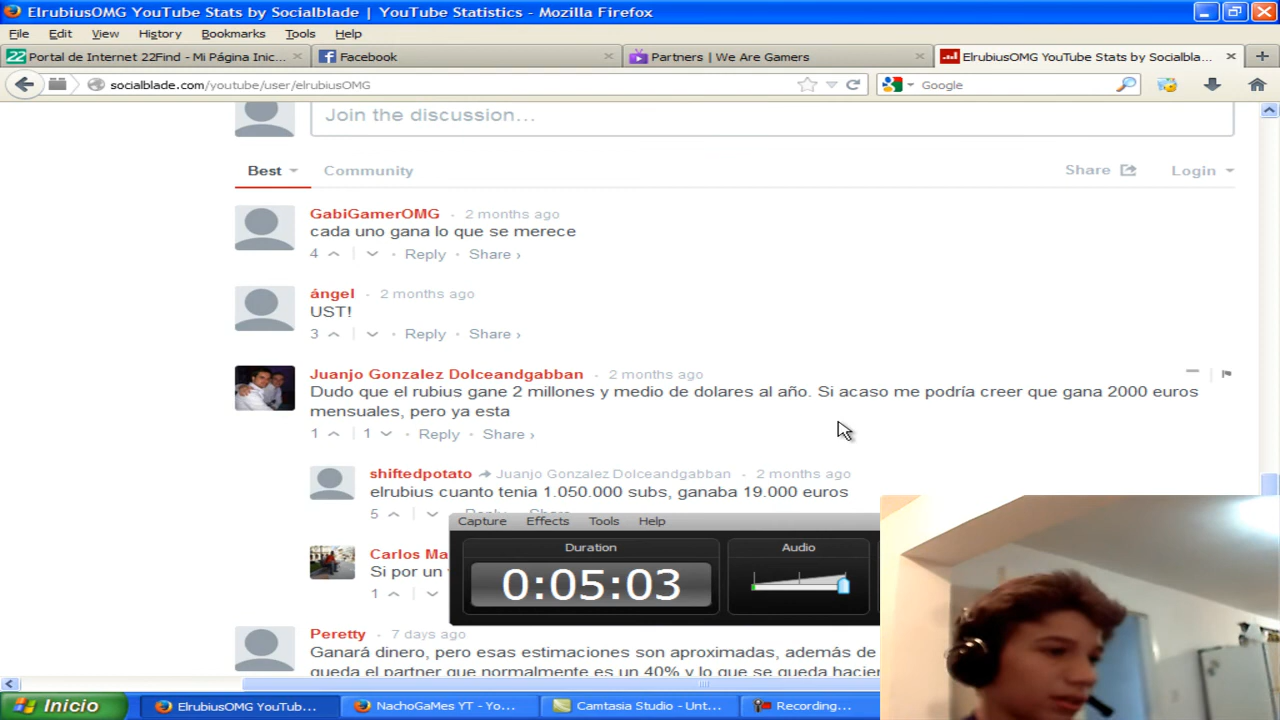 ElrubiusOMG YouTube Stats by Socialblade | YouTube Statistics - Mozilla Firefox
File Edit View History Bookmarks Tools Help
22 Portal de Internet 22Find - Mi Página Inic...
Facebook
Partners | We Are Gamers
ElrubiusOMG YouTube Stats by Socialbla...
socialblade.com/youtube/user/elrubiusOMG
Google
Join the discussion...
Best Community Share Login
GabiGamerOMG - 2 months ago
cada uno gana lo que se merece
4 Reply Share ›
ángel - 2 months ago
UST!
3 Reply Share ›
Juanjo Gonzalez Dolceandgabban - 2 months ago
Dudo que el rubius gane 2 millones y medio de dolares al año. Si acaso me podría creer que gana 2000 euros
mensuales, pero ya esta
1 1 Reply Share ›
shiftedpotato Juanjo Gonzalez Dolceandgabban - 2 months ago
elrubius cuanto tenia 1.050.000 subs, ganaba 19.000 euros
5
Capture Effects Tools Help
Duration Audio
0:05:03
Carlos Ma
Si por un
1
Peretty - 7 days ago
Ganará dinero, pero esas estimaciones son aproximadas, además de
queda el partner que normalmente es un 40% y lo que se queda hacien
Inicio
ElrubiusOMG YouTub...
NachoGaMes YT - Yo...
Camtasia Studio - Unt...
Recording...